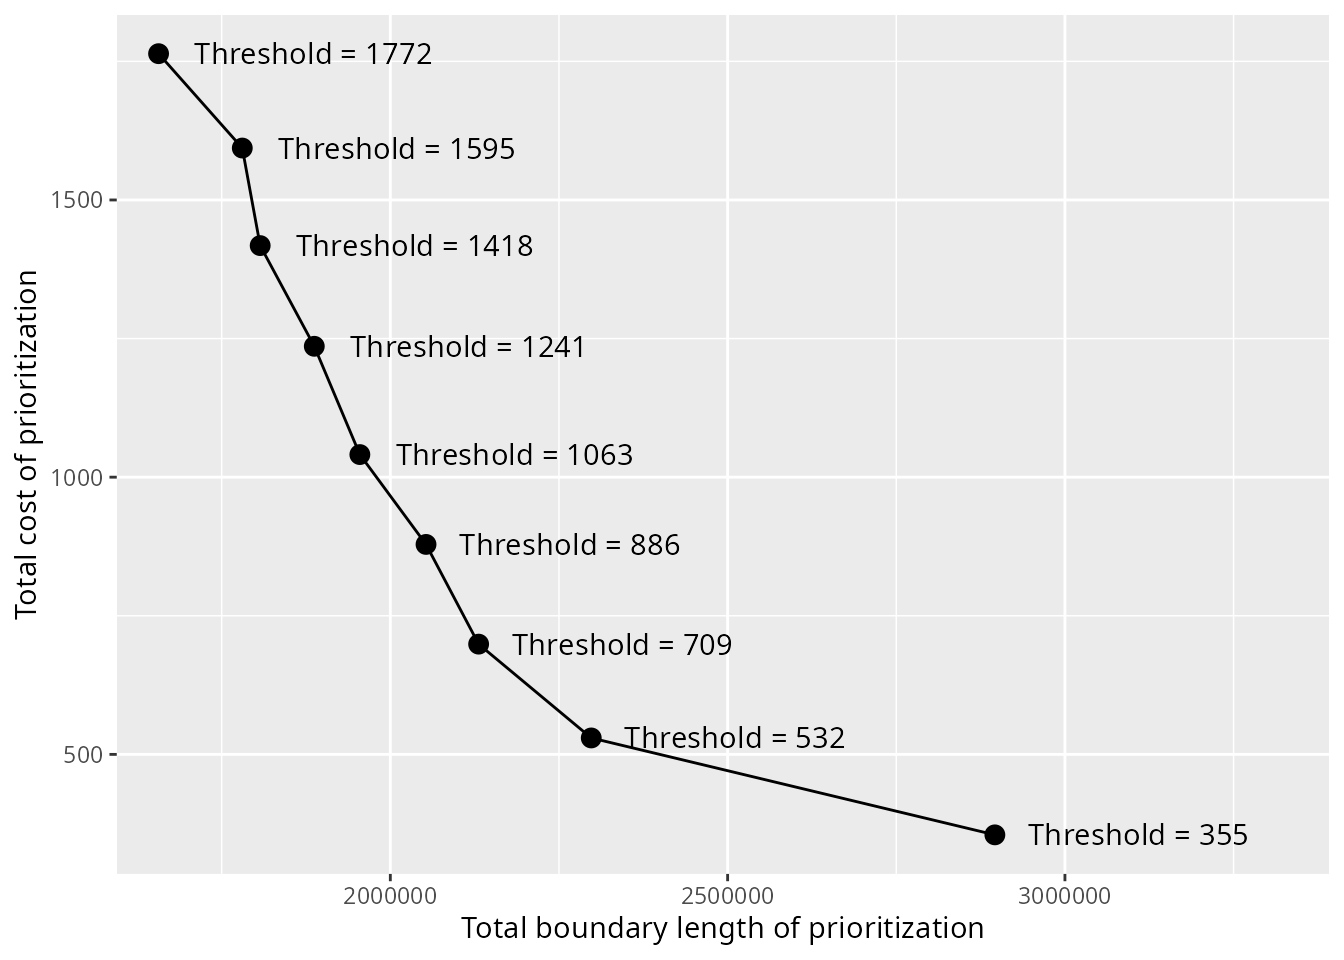 Threshold = 1772
Threshold = 1595
1500
Threshold = 1418
Threshold = 1241
Threshold = 1063
1000
Threshold = 886
Threshold = 709
Threshold = 532
500
Threshold = 355
Total cost of prioritization
2000000 2500000 3000000
Total boundary length of prioritization